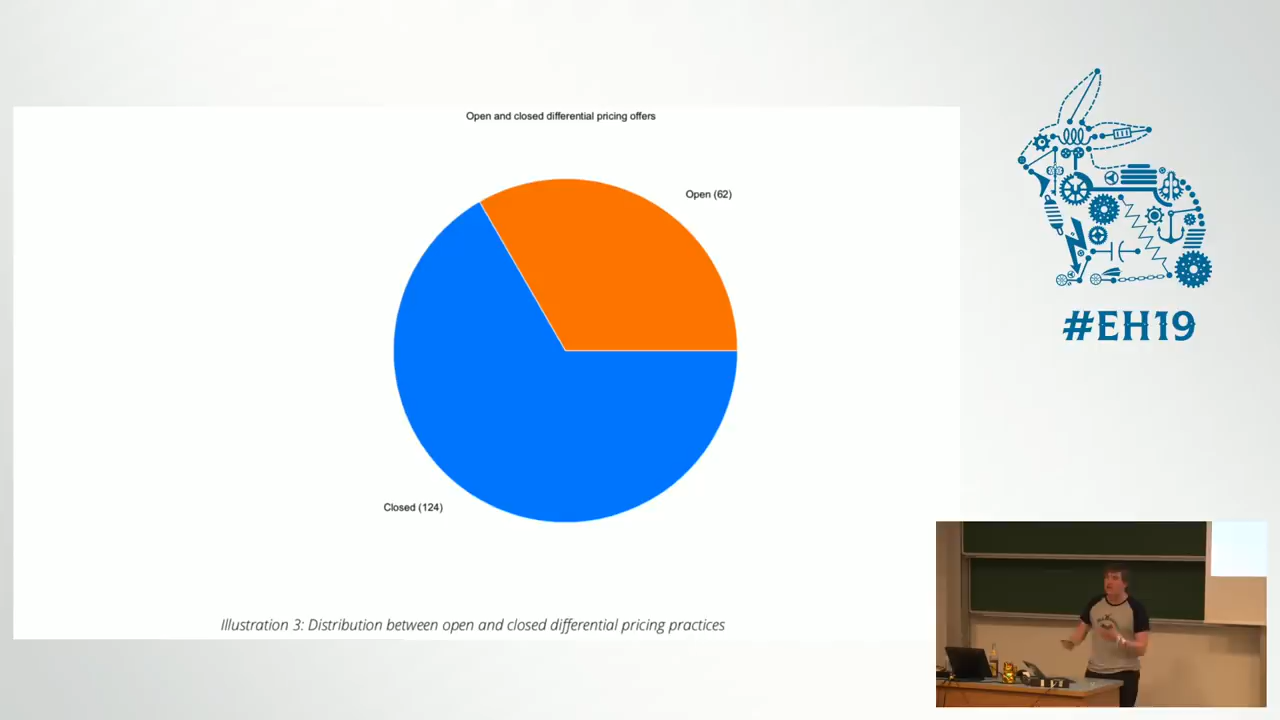 Open and closed differential pricing offers
Open (62)
Closed (124)
Illustration 3: Distribution between open and closed differential pricing practices
#EH19